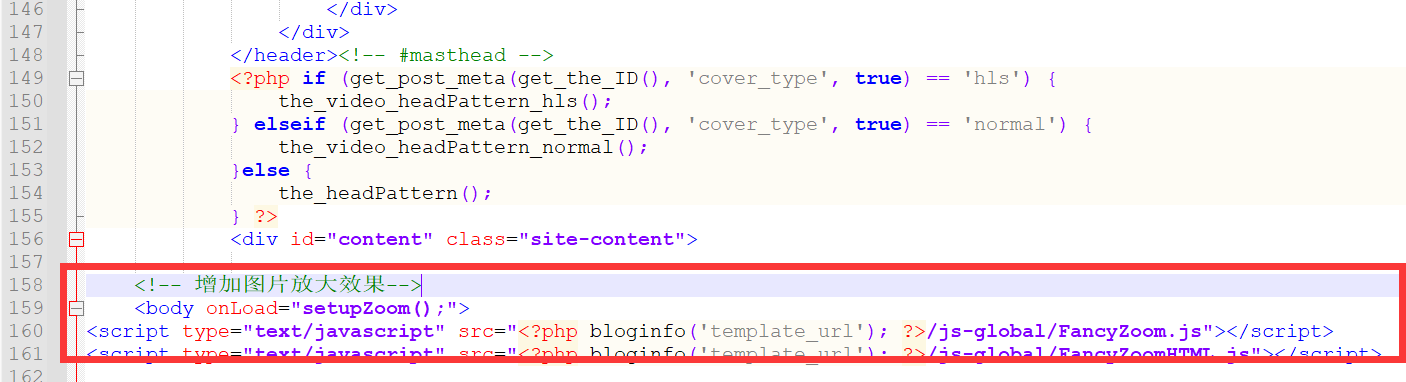 146 </div>
147 </div>
148 </header><!-- #masthead -->
149 <?php if (get_post_meta(get_the_ID(), 'cover_type', true) == 'hls') {
150 the_video_headPattern_hls();
151 } elseif (get_post_meta(get_the_ID(), 'cover_type', true) == 'normal') {
152 the_video_headPattern_normal();
153 }else {
154 the_headPattern();
155 } ?>
156 <div id="content" class="site-content">
157
158 <!-- 增加图片放大效果-->
159 <body onLoad="setupZoom();">
160 <script type="text/javascript" src="<?php bloginfo('template_url'); ?>/js-global/FancyZoom.js"></script>
161 <script type="text/javascript" src="<?php bloginfo('template_url'); ?>/js-global/FancyZoomHTML.js"></script>
162